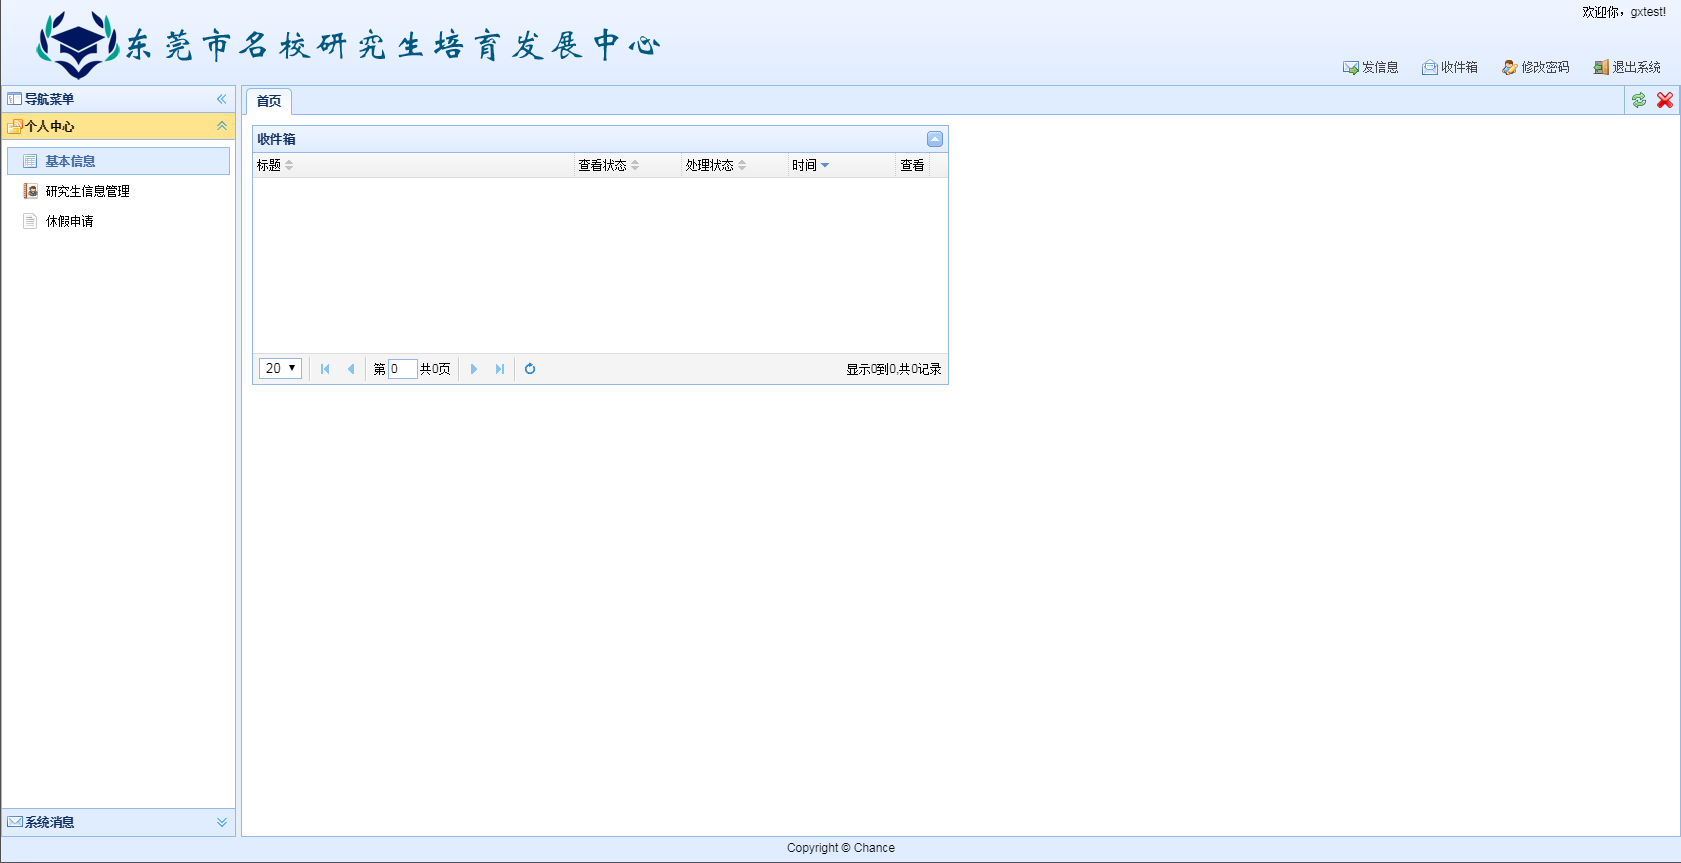 欢迎你，gxtest!
东莞市名校研究生培育发展中心
发信息 收件箱 修改密码 退出系统
导航菜单
首页
个人中心
收件箱
标题 查看状态 处理状态 时间 查看
基本信息
研究生信息管理
休假申请
20 第 0 共0页 显示0到0,共0记录
系统消息
Copyright © Chance